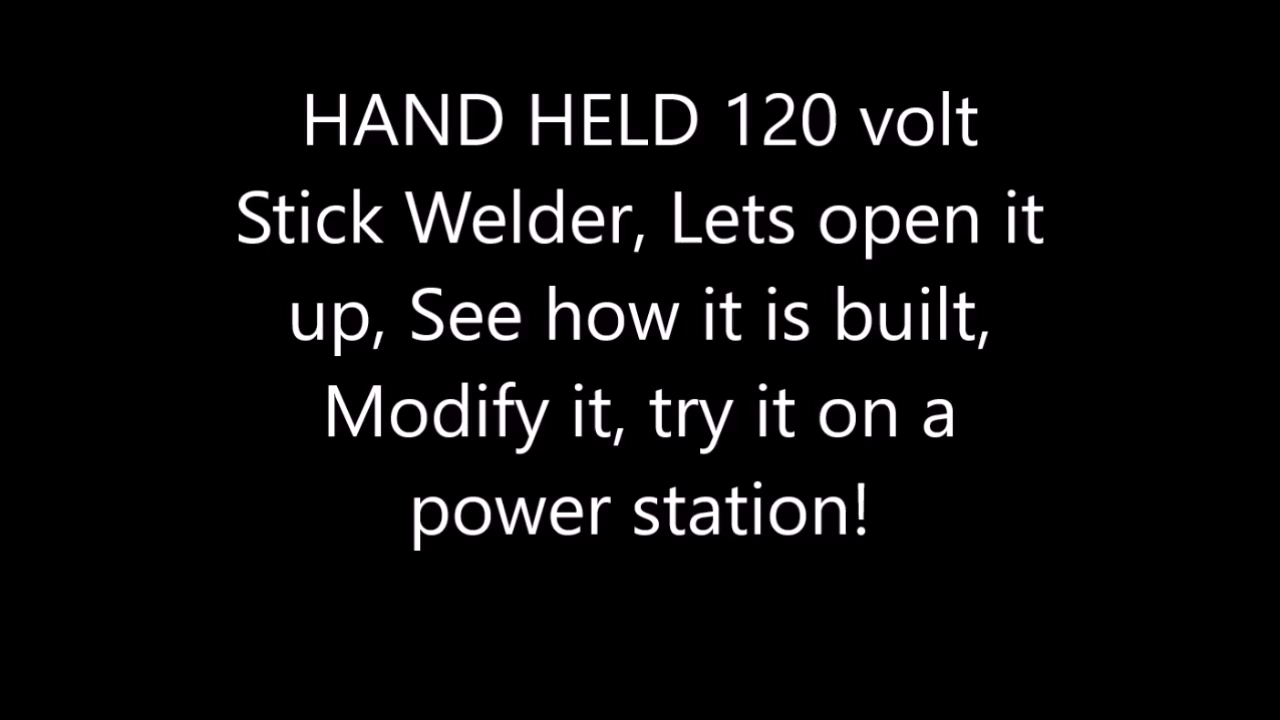 HAND HELD 120 volt
Stick Welder, Lets open it
up, See how it is built,
Modify it, try it on a
power station!